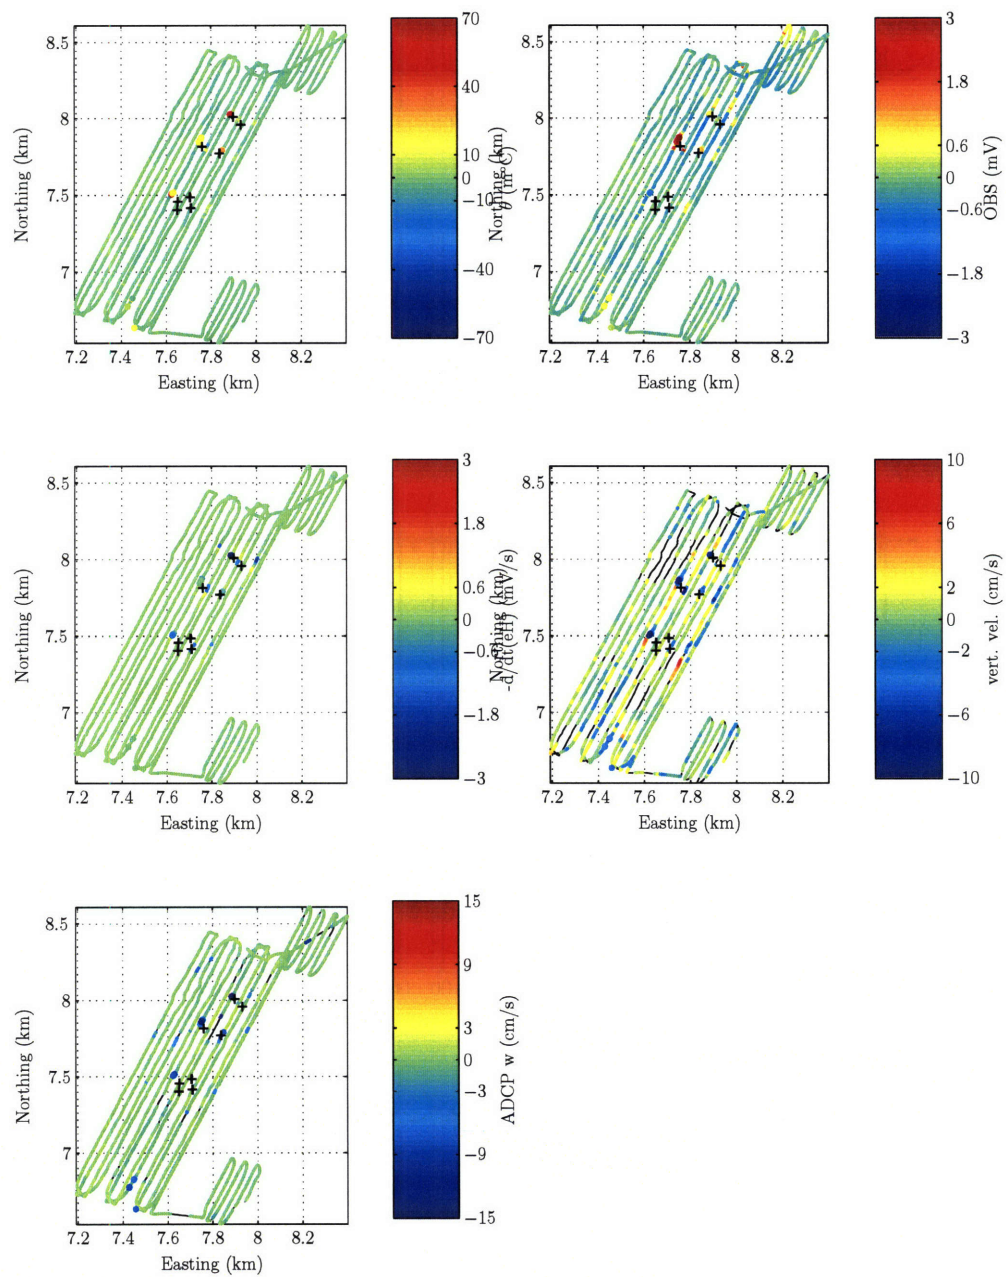 8.5
8
7.5
7
7.2 7.4 7.6 7.8 8 8.2
Easting (km)
Northing (km)
70
40
10
0
−10
−40
−70
θ (m°C)
8.5
8
7.5
7
7.2 7.4 7.6 7.8 8 8.2
Easting (km)
Northing (km)
3
1.8
0.6
0
−0.6
−1.8
−3
OBS (mV)
8.5
8
7.5
7
7.2 7.4 7.6 7.8 8 8.2
Easting (km)
Northing (km)
3
1.8
0.6
0
−1.8
−3
-d/dt(eH) (mV/s)
8.5
8
7.5
7
7.2 7.4 7.6 7.8 8 8.2
Easting (km)
Northing (km)
10
6
2
0
−2
−6
−10
vert. vel. (cm/s)
8.5
8
7.5
7
7.2 7.4 7.6 7.8 8 8.2
Easting (km)
Northing (km)
15
9
3
0
−3
−9
−15
ADCP w (cm/s)